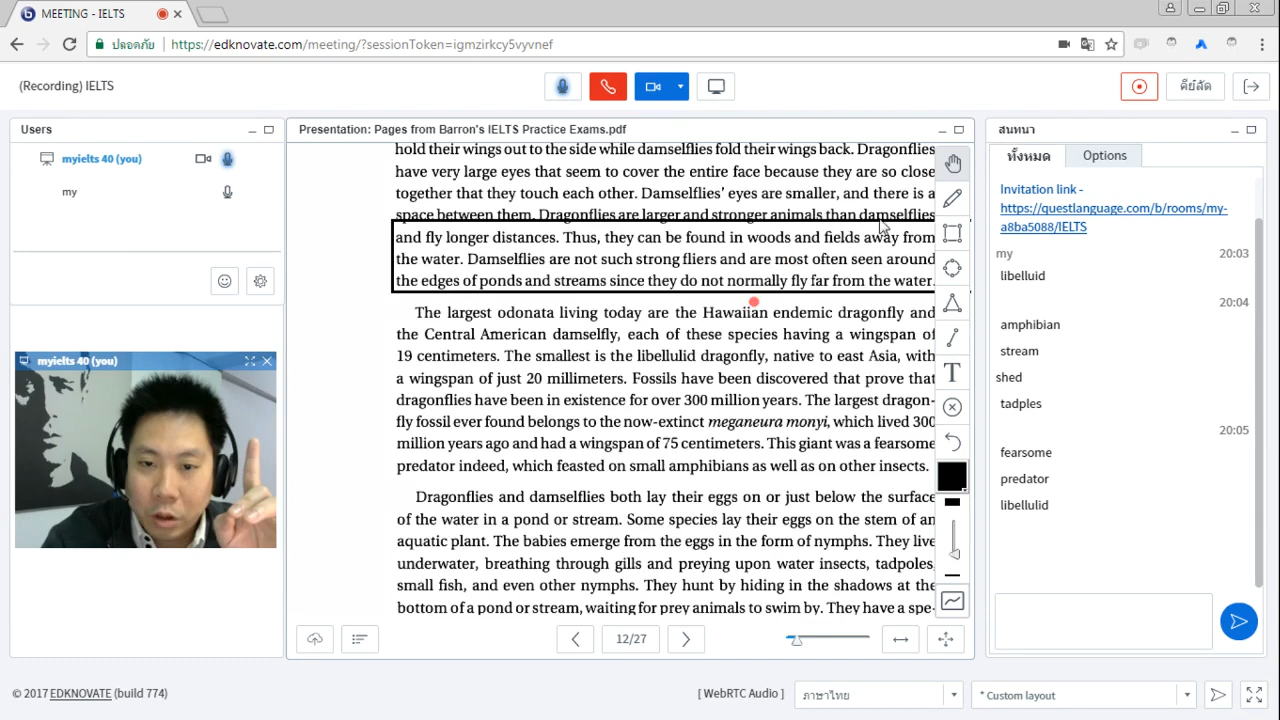 MEETING - IELTS
ปลอดภัย
https://edknovate.com/meeting/?sessionToken=igmzirkcy5vyvnef
(Recording) IELTS
คีย์ลัด
Users
myielts 40 (you)
my
myielts 40 (you)
Presentation: Pages from Barron's IELTS Practice Exams.pdf
hold their wings out to the side while damselflies fold their wings back. Dragonflies
have very large eyes that seem to cover the entire face because they are so close
together that they touch each other. Damselflies' eyes are smaller, and there is a
space between them. Dragonflies are larger and stronger animals than damselflies
and fly longer distances. Thus, they can be found in woods and fields away from
the water. Damselflies are not such strong fliers and are most often seen around
the edges of ponds and streams since they do not normally fly far from the water.
The largest odonata living today are the Hawaiian endemic dragonfly and
the Central American damselfly, each of these species having a wingspan of
19 centimeters. The smallest is the libellulid dragonfly, native to east Asia, with
a wingspan of just 20 millimeters. Fossils have been discovered that prove that
dragonflies have been in existence for over 300 million years. The largest dragon-
fly fossil ever found belongs to the now-extinct meganeura monyi, which lived 300
million years ago and had a wingspan of 75 centimeters. This giant was a fearsome
predator indeed, which feasted on small amphibians as well as on other insects.
Dragonflies and damselflies both lay their eggs on or just below the surface
of the water in a pond or stream. Some species lay their eggs on the stem of an
aquatic plant. The babies emerge from the eggs in the form of nymphs. They live
underwater, breathing through gills and preying upon water insects, tadpoles,
small fish, and even other nymphs. They hunt by hiding in the shadows at the
bottom of a pond or stream, waiting for prey animals to swim by. They have a spe-
T
12/27
สนทนา
ทั้งหมด
Options
Invitation link -
https://questlanguage.com/b/rooms/my-
a8ba5088/IELTS
my 20:03
libelluid
20:04
amphibian
stream
shed
tadples
20:05
fearsome
predator
libellulid
© 2017 EDKNOVATE (build 774)
[ WebRTC Audio ]
ภาษาไทย
* Custom layout